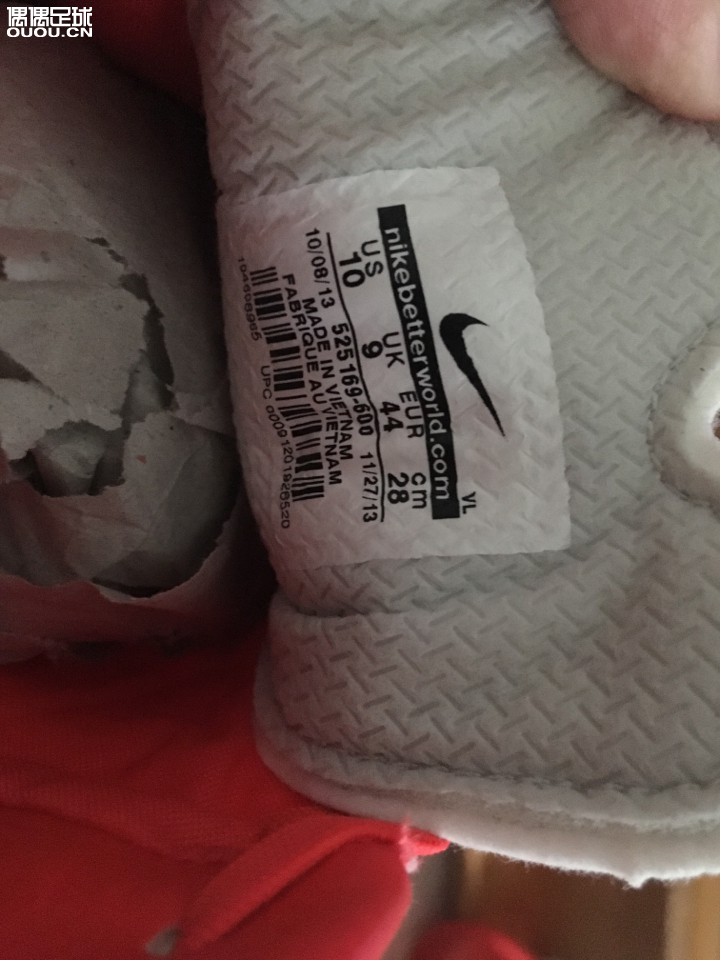 偶偶足球
OUOU.CN
VL
nikebetterworld.com
US UK EUR cm
10 9 44 28
10/08/13 525169-600 11/27/13
MADE IN VIETNAM
FABRIQUE AU VIETNAM
UPC 00091201926520